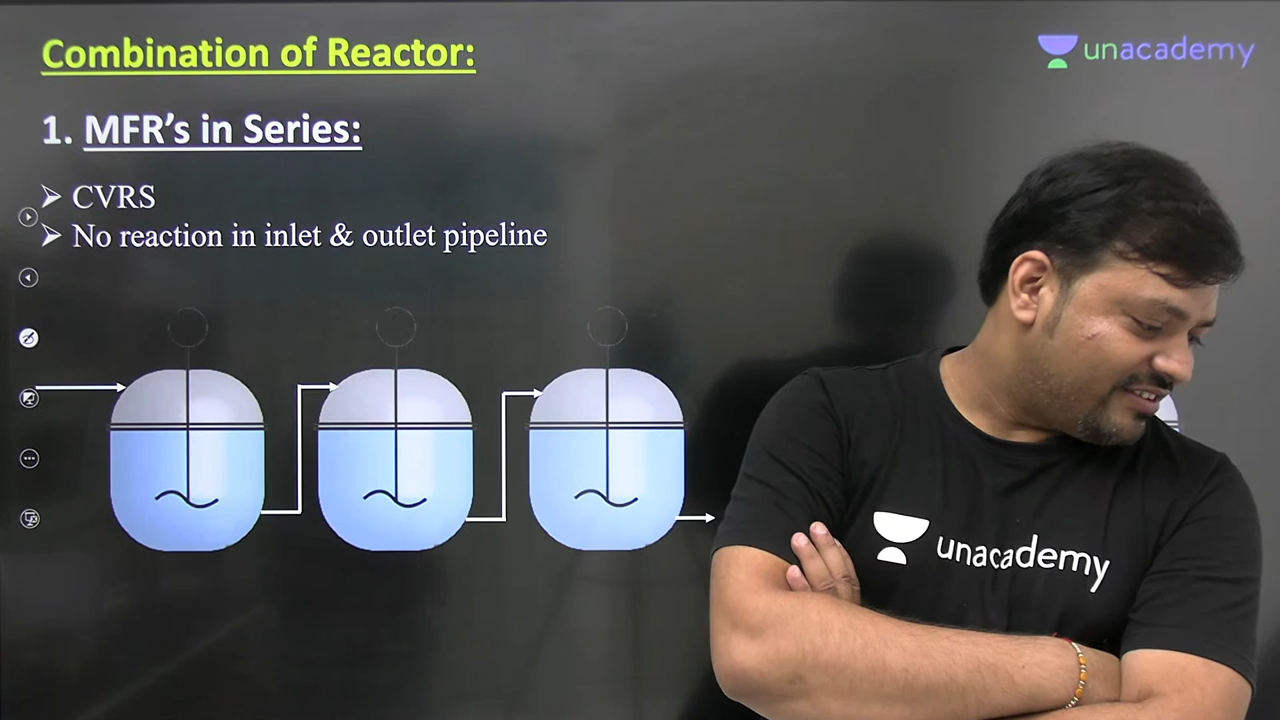 Combination of Reactor:
unacademy
1. MFR's in Series:
➢ CVRS
➢ No reaction in inlet & outlet pipeline
unacademy